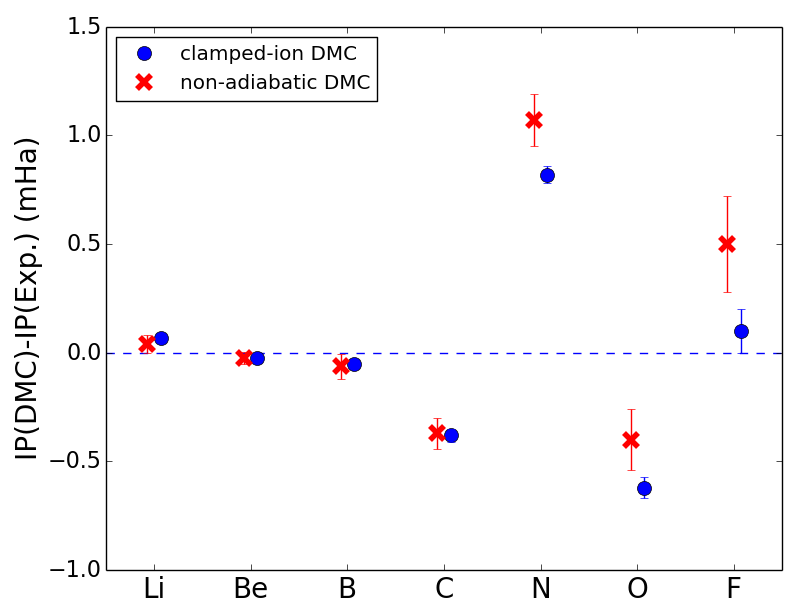 clamped-ion DMC
non-adiabatic DMC
IP(DMC)-IP(Exp.) (mHa)
1.5
1.0
0.5
0.0
−0.5
−1.0
Li Be B C N O F